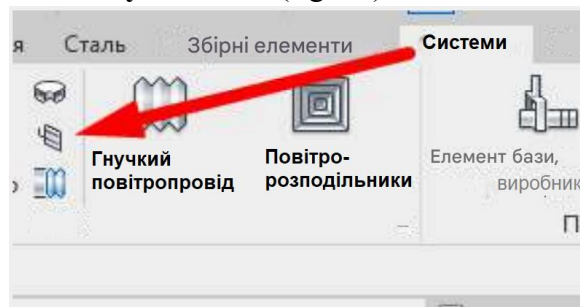 я Сталь Збірні елементи Системи
Гнучкий
повітропровід
Повітро-
розподільники
Елемент бази,
виробник
П